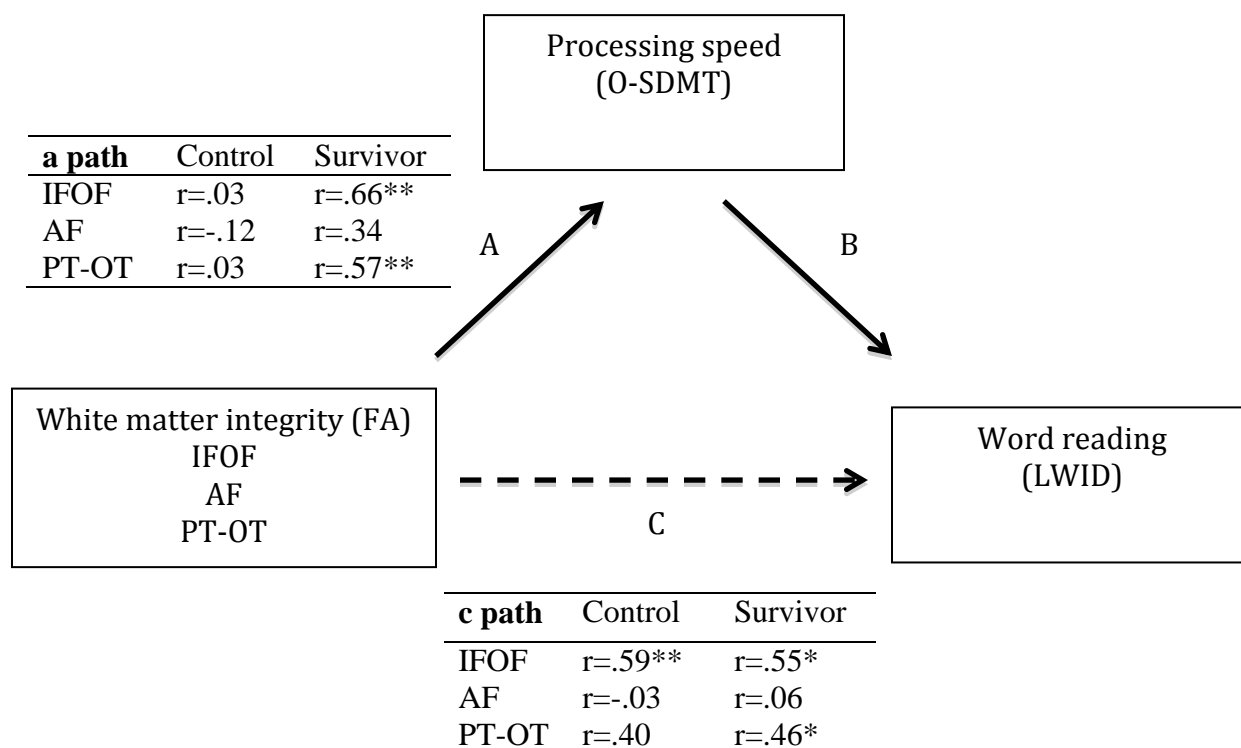 Processing speed
(O-SDMT)
a path Control Survivor
IFOF r=.03 r=.66**
AF r=-.12 r=.34
PT-OT r=.03 r=.57**
A
B
White matter integrity (FA)
IFOF
AF
PT-OT
Word reading
(LWID)
C
c path Control Survivor
IFOF r=.59** r=.55*
AF r=-.03 r=.06
PT-OT r=.40 r=.46*